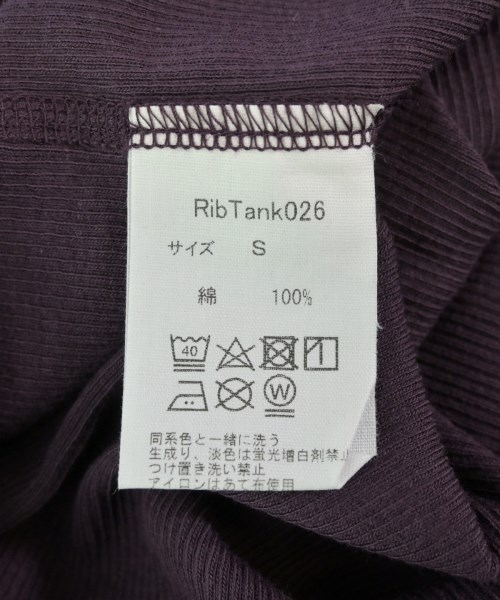 RibTank026
サイズ S
綿 100%
40
W
同系色と一緒に洗う
生成り、淡色は蛍光増白剤禁止
つけ置き洗い禁止
アイロンはあて布使用